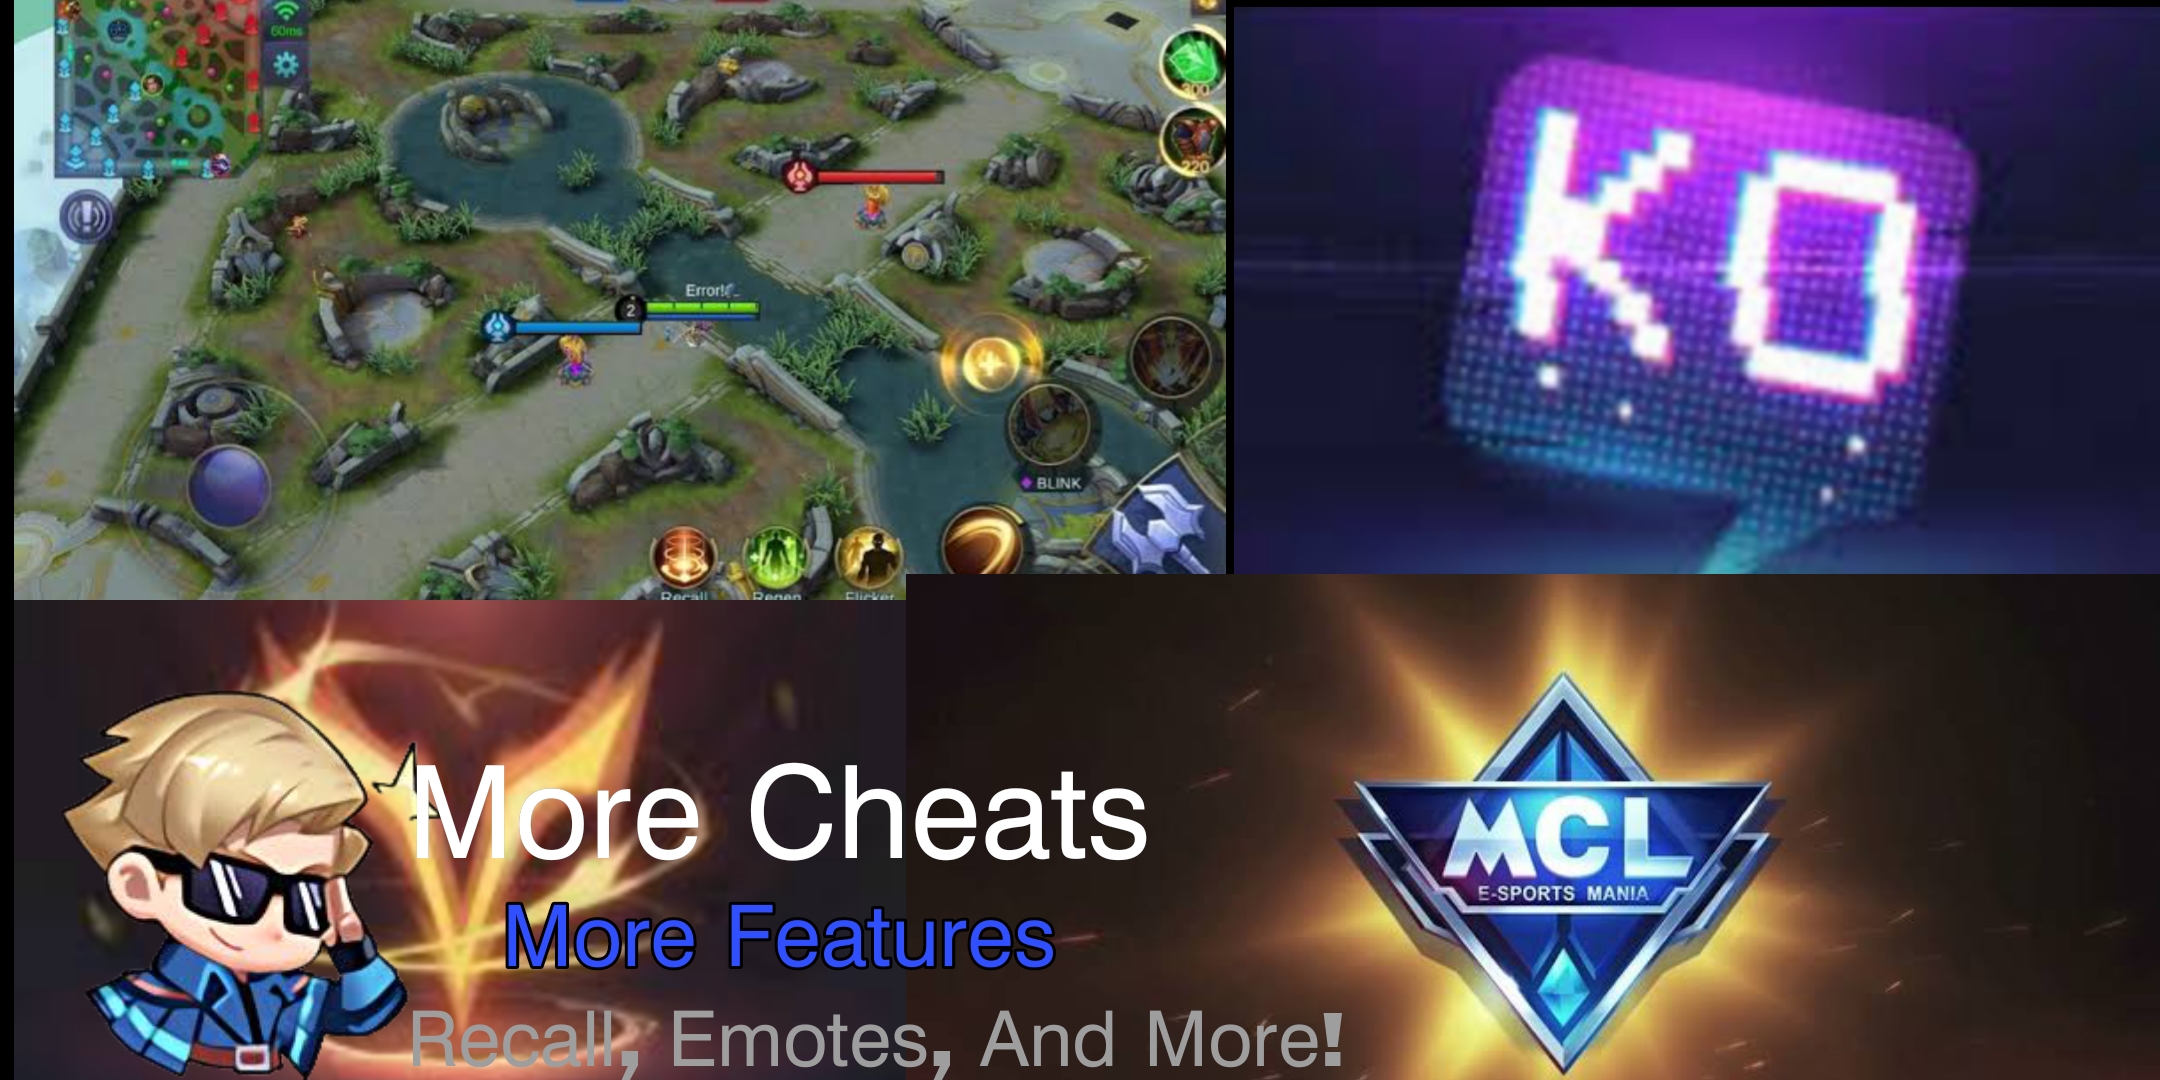 60ms
300
220
KO
Error!
2
BLINK
Recall
Regen
Flicker
More Cheats
MCL
E-SPORTS MANIA
More Features
Recall, Emotes, And More!